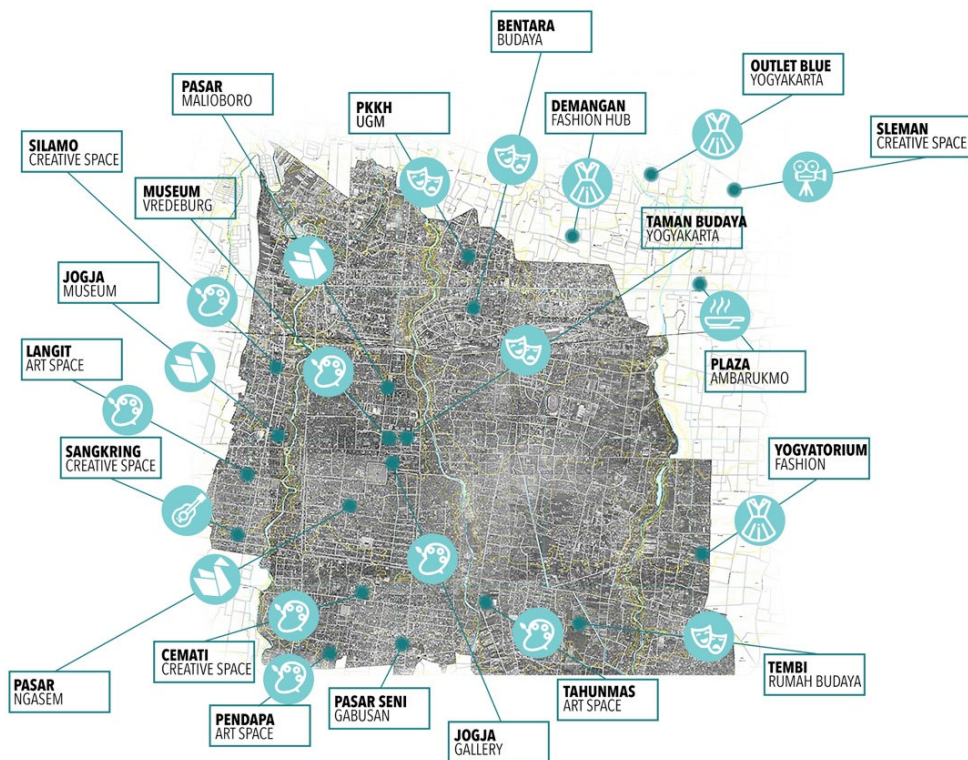 BENTARA
BUDAYA
OUTLET BLUE
YOGYAKARTA
PASAR
MALIOBORO
PKKH
UGM
DEMANGAN
FASHION HUB
SLEMAN
CREATIVE SPACE
SILAMO
CREATIVE SPACE
MUSEUM
VREDEBURG
TAMAN BUDAYA
YOGYAKARTA
JOGJA
MUSEUM
LANGIT
ART SPACE
PLAZA
AMBARUKMO
SANGKRING
CREATIVE SPACE
YOGYATORIUM
FASHION
CEMATI
CREATIVE SPACE
TEMBI
RUMAH BUDAYA
PASAR
NGASEM
PENDAPA
ART SPACE
PASAR SENI
GABUSAN
TAHUNMAS
ART SPACE
JOGJA
GALLERY